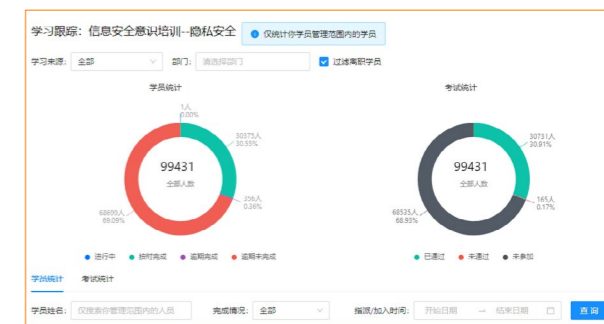 学习跟踪：信息安全意识培训--隐私安全 仅统计你学员管理范围内的学员
学习来源： 全部 部门： 请选择部门 过滤离职学员
学员统计 考试统计
1人
0.00%
30375人
30.55%
99431
全部人数
356人
0.36%
68699人
69.09%
30731人
30.91%
99431
全部人数
165人
0.17%
68535人
68.93%
进行中 按时完成 逾期完成 逾期未完成
已通过 未通过 未参加
学员统计 考试统计
学员姓名： 仅搜索你管理范围内的人员 完成情况： 全部 指派/加入时间： 开始日期 → 结束日期 查询